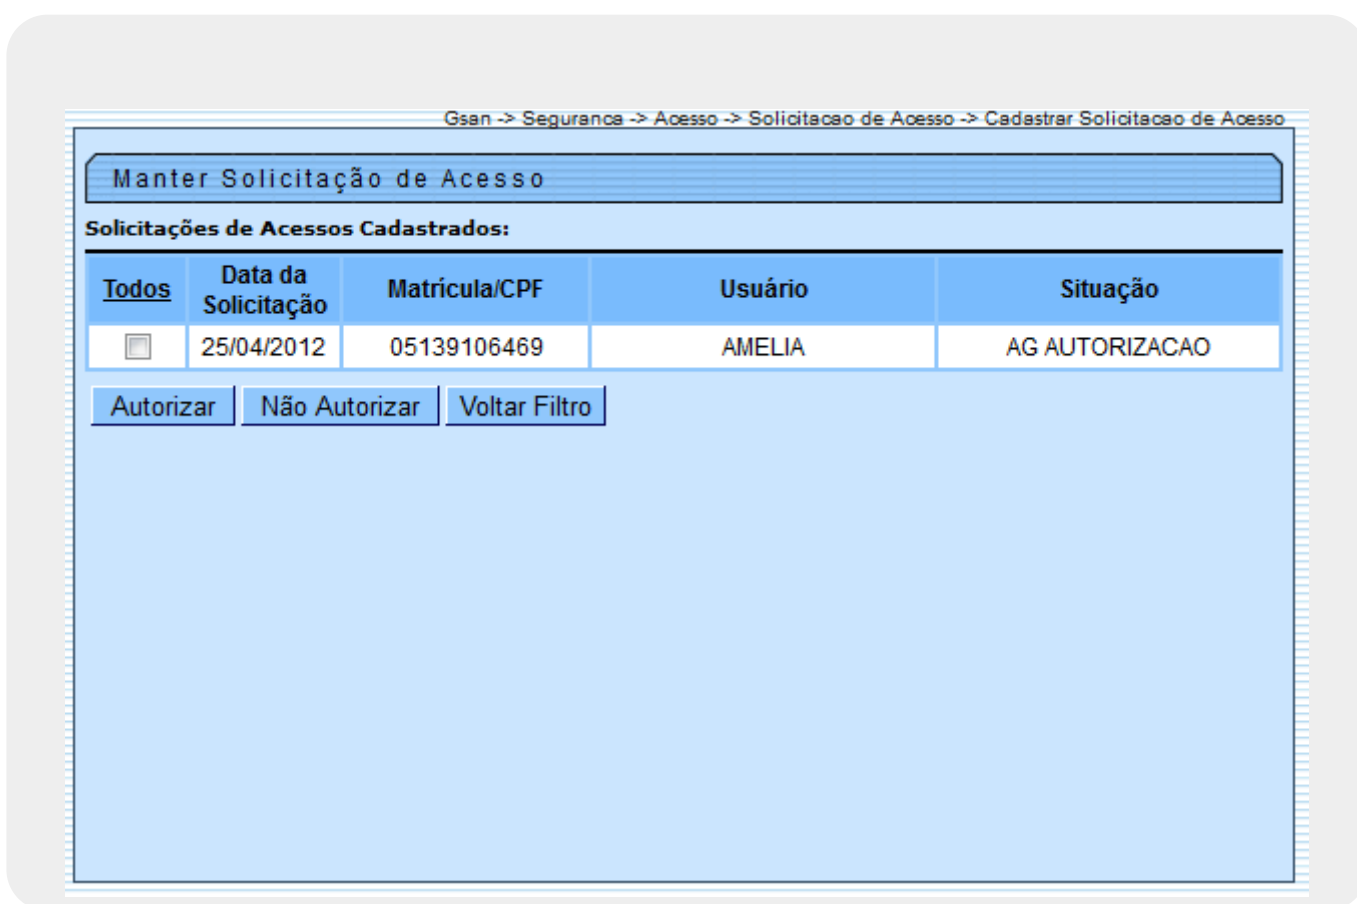 Gsan -> Seguranca -> Acesso -> Solicitacao de Acesso -> Cadastrar Solicitacao de Acesso
Manter Solicitação de Acesso
Solicitações de Acessos Cadastrados:
Todos Data da Solicitação Matrícula/CPF Usuário Situação
25/04/2012 05139106469 AMELIA AG AUTORIZACAO
Autorizar Não Autorizar Voltar Filtro